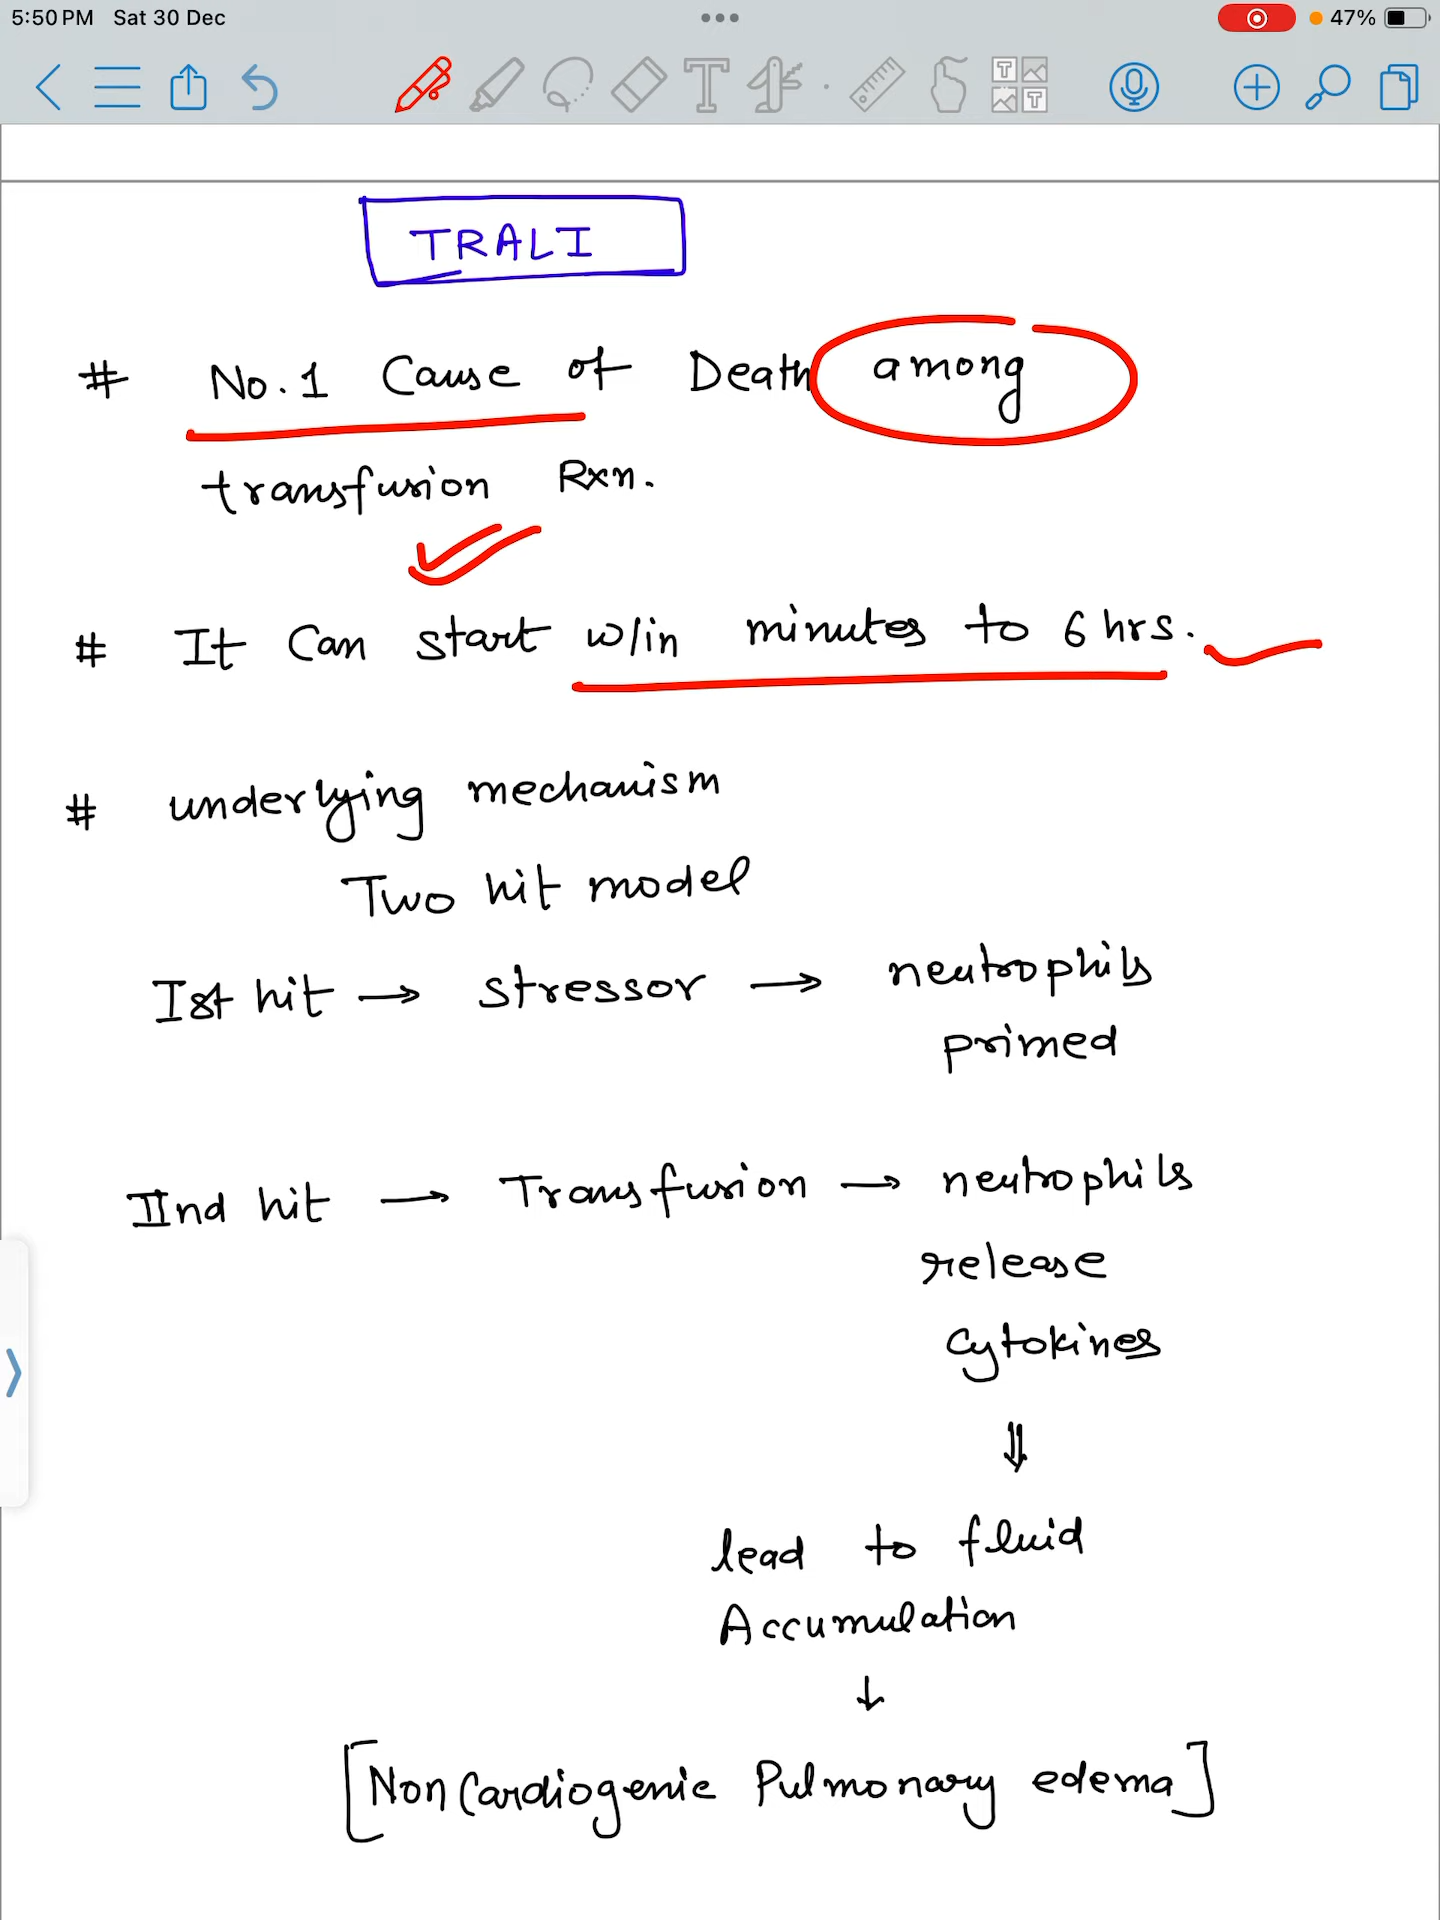 5:50 PM Sat 30 Dec
47%
TRALI
# No. 1 Cause of Death among
transfusion Rxn.
# It Can start w/in minutes to 6 hrs.
# underlying mechanism
Two hit model
Ist hit → stressor → neutrophils
primed
IInd hit → Transfusion → neutrophils
release
Cytokines
⇓
lead to fluid
Accumulation
↓
[Non Cardiogenic Pulmonary edema]